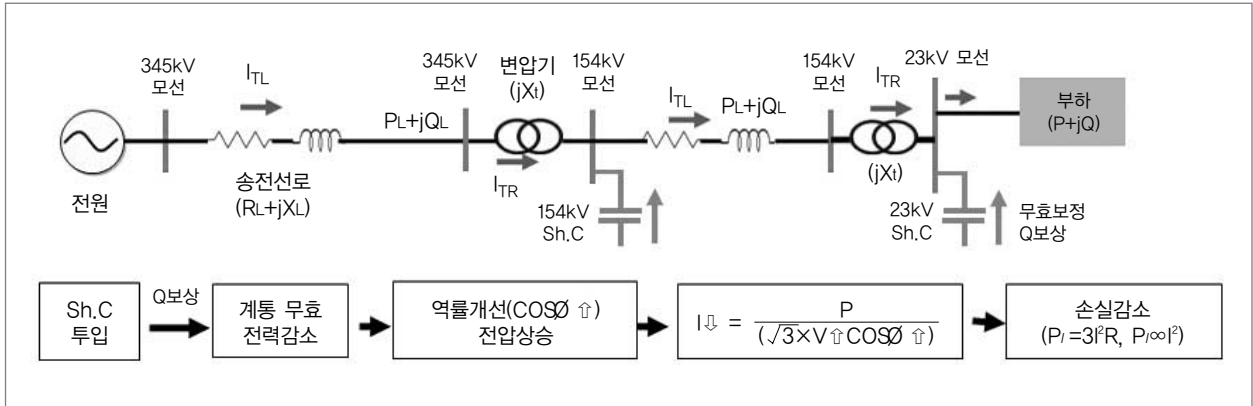 345kV
모선
I_TL
P_L+jQ_L
345kV
모선
변압기
(jXt)
154kV
모선
I_TL
P_L+jQ_L
154kV
모선
I_TR
23kV 모선
부하
(P+jQ)
전원
송전선로
(R_L+jX_L)
I_TR
154kV
Sh.C
(jXt)
23kV
Sh.C
무효보정
Q보상
Sh.C
투입
Q보상
계통 무효
전력감소
역률개선(COSØ ⇧)
전압상승
I⇩ = P / (√3×V⇧COSØ ⇧)
손실감소
(P_l=3I²R, P_l∞I²)